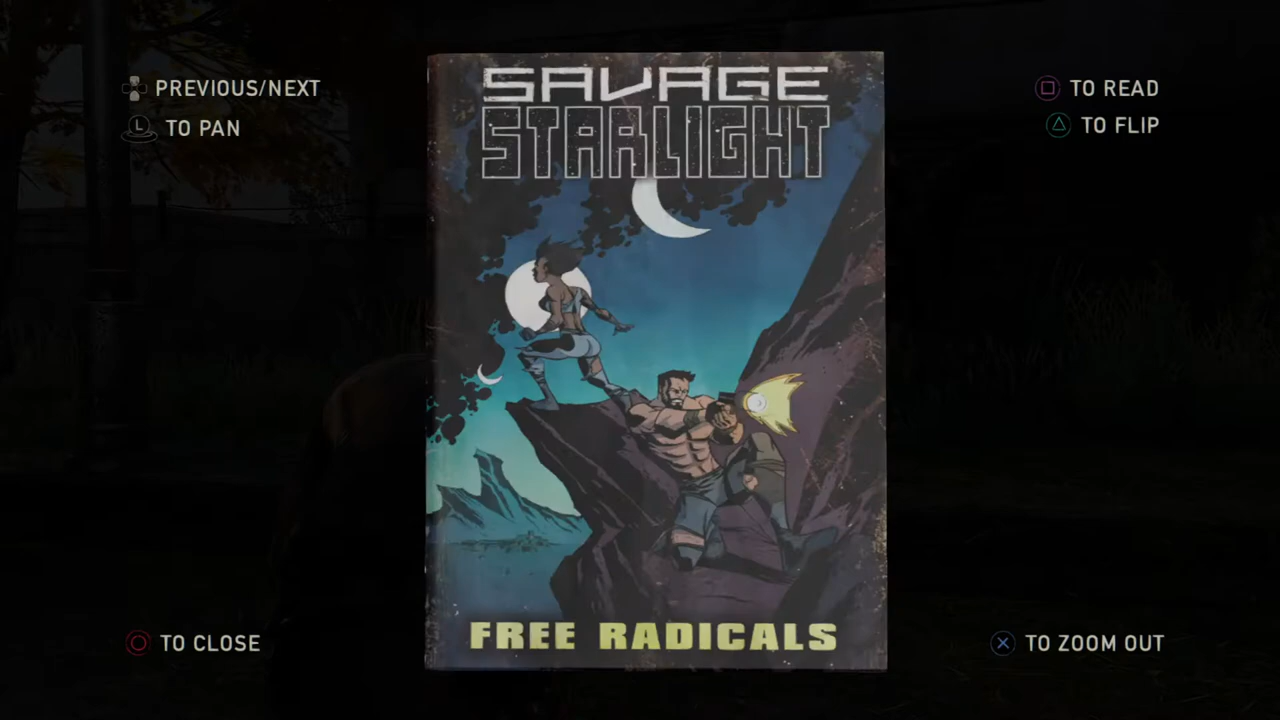 SAVAGE
STARLIGHT
PREVIOUS/NEXT
L TO PAN
TO READ
TO FLIP
FREE RADICALS
TO CLOSE
TO ZOOM OUT